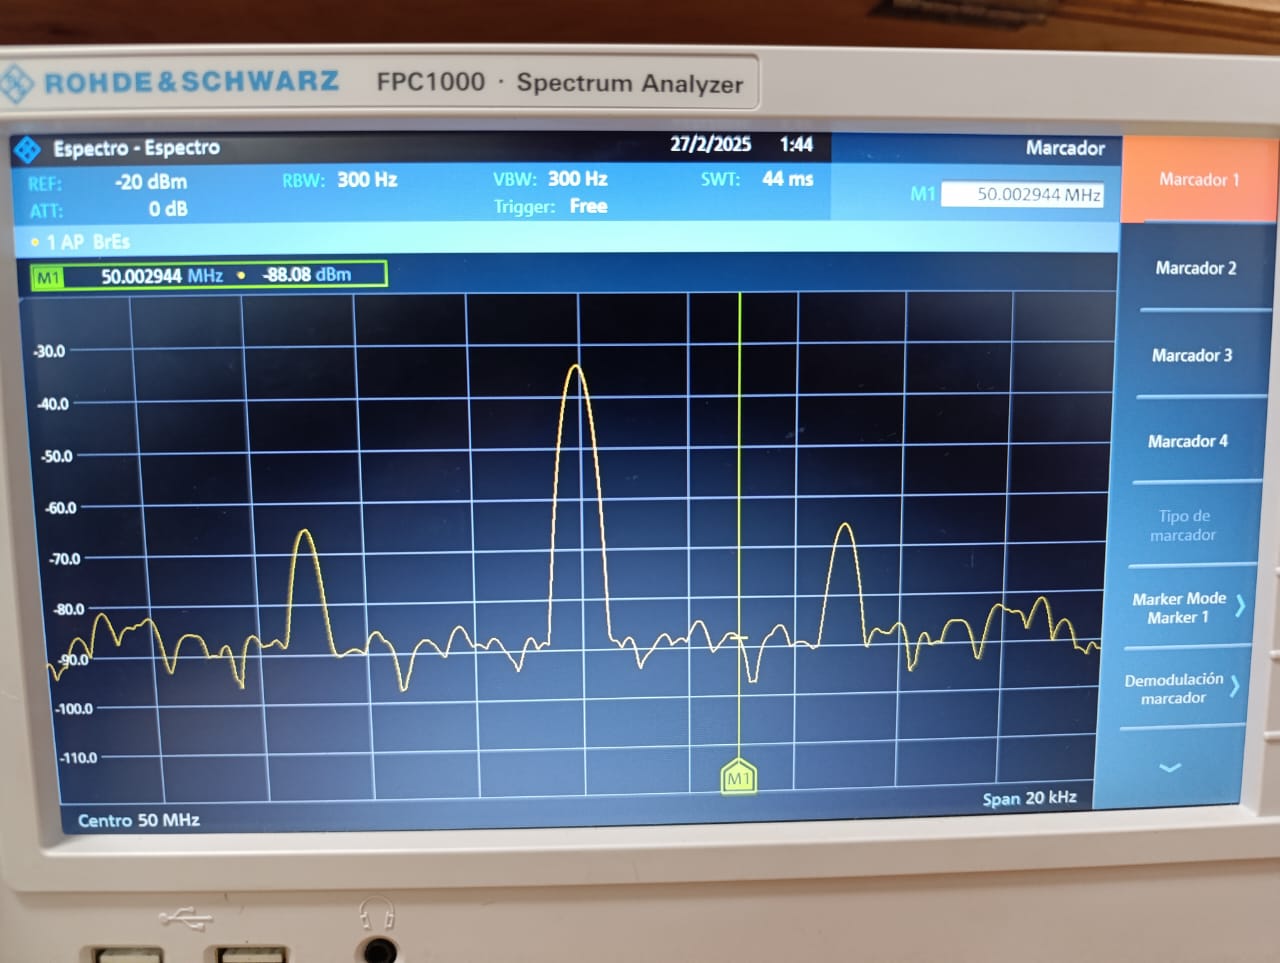 ROHDE&SCHWARZ FPC1000 · Spectrum Analyzer
Espectro - Espectro 27/2/2025 1:44 Marcador
REF: -20 dBm RBW: 300 Hz VBW: 300 Hz SWT: 44 ms
ATT: 0 dB Trigger: Free
M1 50.002944 MHz
1 AP BrEs
M1 50.002944 MHz • -88.08 dBm
-30.0
-40.0
-50.0
-60.0
-70.0
-80.0
-90.0
-100.0
-110.0
M1
Centro 50 MHz Span 20 kHz
Marcador 1
Marcador 2
Marcador 3
Marcador 4
Tipo de
marcador
Marker Mode
Marker 1
Demodulación
marcador